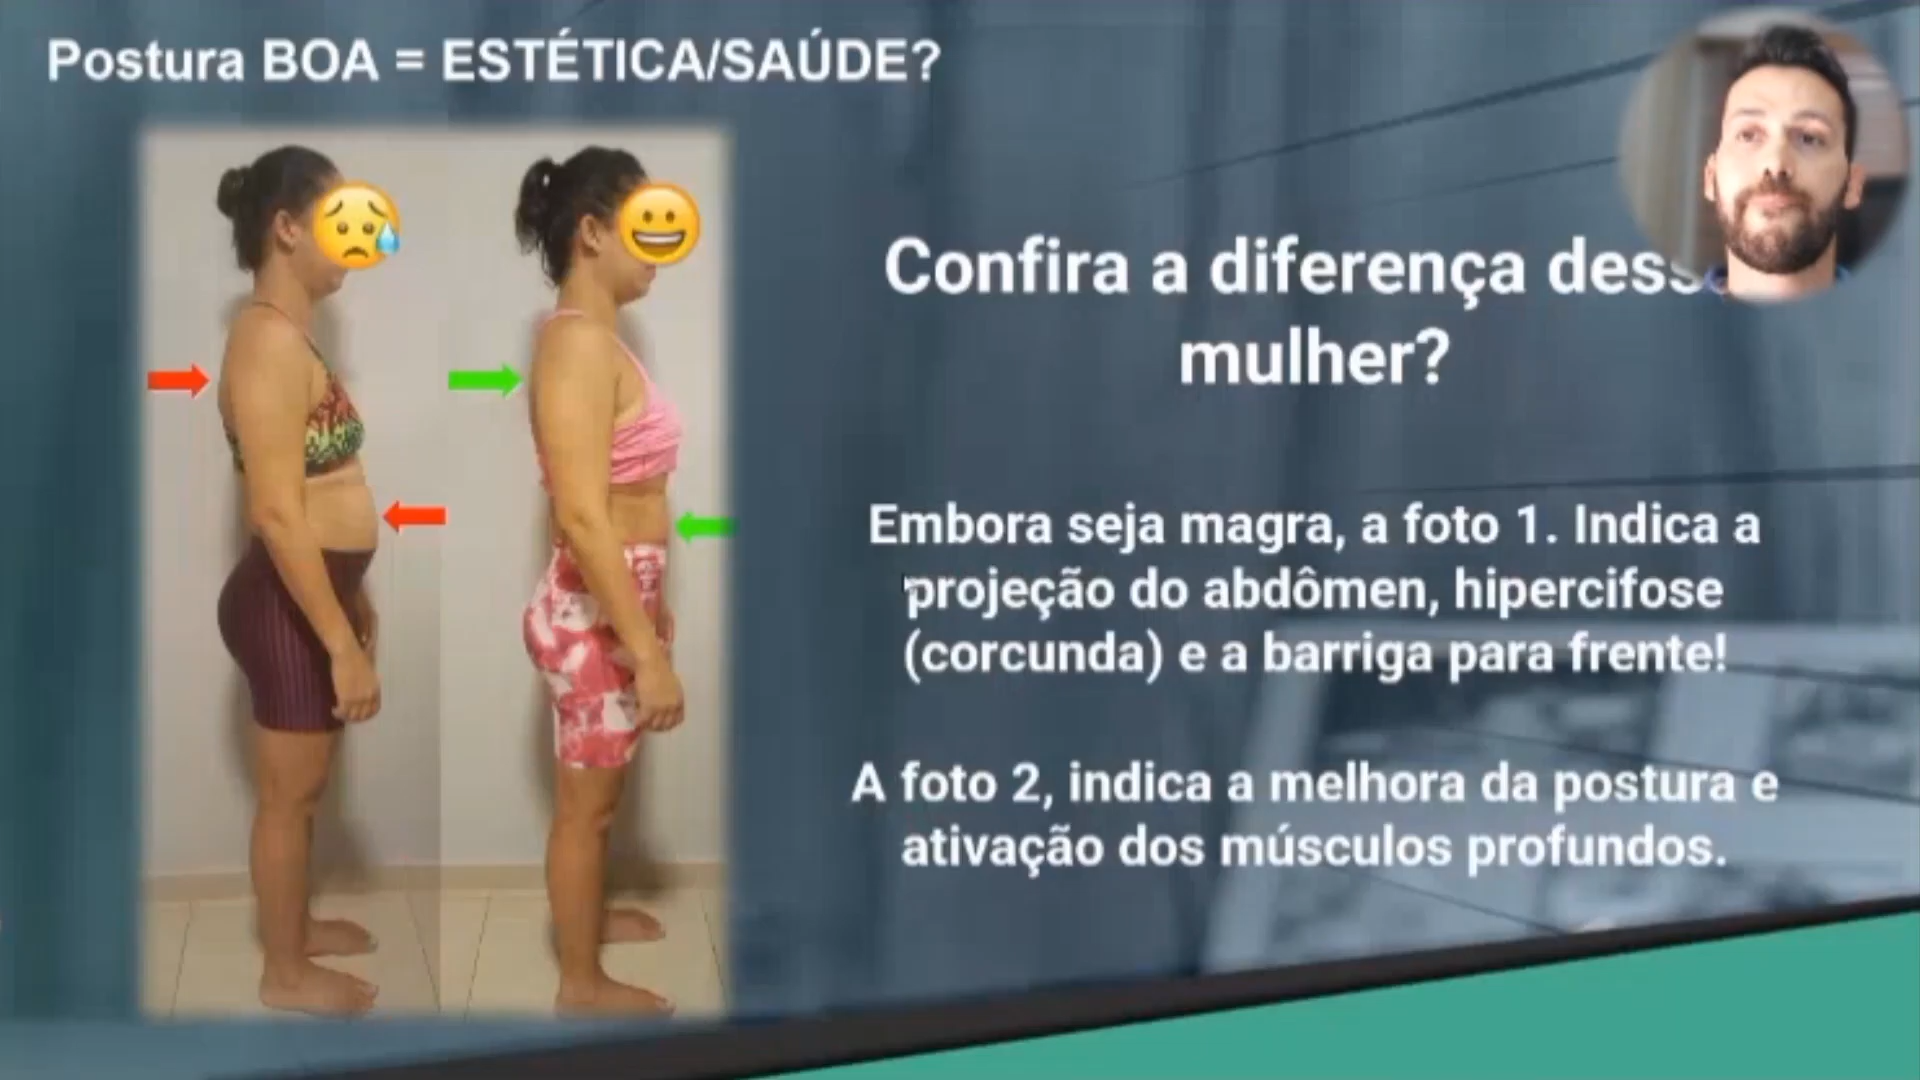 Postura BOA = ESTÉTICA/SAÚDE?
Confira a diferença
mulher?
Embora seja magra, a foto 1. Indica a
projeção do abdômen, hipercifose
(corcunda) e a barriga para frente!
A foto 2, indica a melhora da postura e
ativação dos músculos profundos.